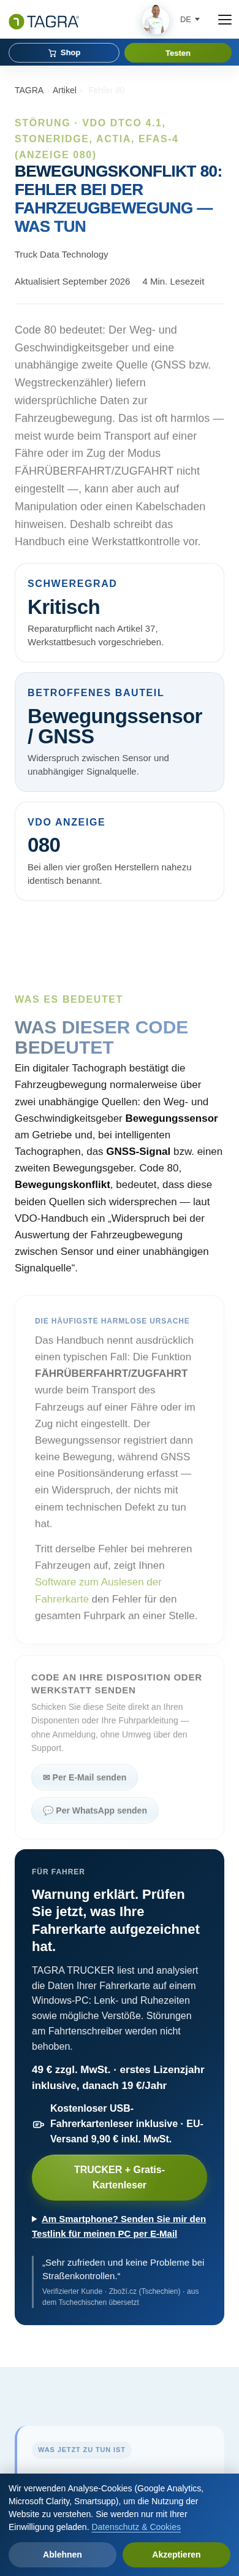 TAGRA
DE
Shop
Testen
TAGRA Artikel Fehler 80
STÖRUNG · VDO DTCO 4.1,
STONERIDGE, ACTIA, EFAS-4
(ANZEIGE 080)
BEWEGUNGSKONFLIKT 80:
FEHLER BEI DER
FAHRZEUGBEWEGUNG —
WAS TUN
Truck Data Technology
Aktualisiert September 2026 4 Min. Lesezeit
Code 80 bedeutet: Der Weg- und
Geschwindigkeitsgeber und eine
unabhängige zweite Quelle (GNSS bzw.
Wegstreckenzähler) liefern
widersprüchliche Daten zur
Fahrzeugbewegung. Das ist oft harmlos —
meist wurde beim Transport auf einer
Fähre oder im Zug der Modus
FÄHRÜBERFAHRT/ZUGFAHRT nicht
eingestellt —, kann aber auch auf
Manipulation oder einen Kabelschaden
hinweisen. Deshalb schreibt das
Handbuch eine Werkstattkontrolle vor.
SCHWEREGRAD
Kritisch
Reparaturpflicht nach Artikel 37,
Werkstattbesuch vorgeschrieben.
BETROFFENES BAUTEIL
Bewegungssensor
/ GNSS
Widerspruch zwischen Sensor und
unabhängiger Signalquelle.
VDO ANZEIGE
080
Bei allen vier großen Herstellern nahezu
identisch benannt.
WAS ES BEDEUTET
WAS DIESER CODE
BEDEUTET
Ein digitaler Tachograph bestätigt die
Fahrzeugbewegung normalerweise über
zwei unabhängige Quellen: den Weg- und
Geschwindigkeitsgeber Bewegungssensor
am Getriebe und, bei intelligenten
Tachographen, das GNSS-Signal bzw. einen
zweiten Bewegungsgeber. Code 80,
Bewegungskonflikt, bedeutet, dass diese
beiden Quellen sich widersprechen — laut
VDO-Handbuch ein „Widerspruch bei der
Auswertung der Fahrzeugbewegung
zwischen Sensor und einer unabhängigen
Signalquelle“.
DIE HÄUFIGSTE HARMLOSE URSACHE
Das Handbuch nennt ausdrücklich
einen typischen Fall: Die Funktion
FÄHRÜBERFAHRT/ZUGFAHRT
wurde beim Transport des
Fahrzeugs auf einer Fähre oder im
Zug nicht eingestellt. Der
Bewegungssensor registriert dann
keine Bewegung, während GNSS
eine Positionsänderung erfasst —
ein Widerspruch, der nichts mit
einem technischen Defekt zu tun
hat.
Tritt derselbe Fehler bei mehreren
Fahrzeugen auf, zeigt Ihnen
Software zum Auslesen der
Fahrerkarte den Fehler für den
gesamten Fuhrpark an einer Stelle.
CODE AN IHRE DISPOSITION ODER
WERKSTATT SENDEN
Schicken Sie diese Seite direkt an Ihren
Disponenten oder Ihre Fuhrparkleitung —
ohne Anmeldung, ohne Umweg über den
Support.
✉ Per E-Mail senden
💬 Per WhatsApp senden
FÜR FAHRER
Warnung erklärt. Prüfen
Sie jetzt, was Ihre
Fahrerkarte aufgezeichnet
hat.
TAGRA TRUCKER liest und analysiert
die Daten Ihrer Fahrerkarte auf einem
Windows-PC: Lenk- und Ruhezeiten
sowie mögliche Verstöße. Störungen
am Fahrtenschreiber werden nicht
behoben.
49 € zzgl. MwSt. · erstes Lizenzjahr
inklusive, danach 19 €/Jahr
Kostenloser USB-
Fahrerkartenleser inklusive · EU-
Versand 9,90 € inkl. MwSt.
TRUCKER + Gratis-
Kartenleser
▶ Am Smartphone? Senden Sie mir den
Testlink für meinen PC per E-Mail
„Sehr zufrieden und keine Probleme bei
Straßenkontrollen.“
Verifizierter Kunde · Zboží.cz (Tschechien) · aus
dem Tschechischen übersetzt
WAS JETZT ZU TUN IST
Wir verwenden Analyse-Cookies (Google Analytics,
Microsoft Clarity, Smartsupp), um die Nutzung der
Website zu verstehen. Sie werden nur mit Ihrer
Einwilligung geladen. Datenschutz & Cookies
Ablehnen
Akzeptieren